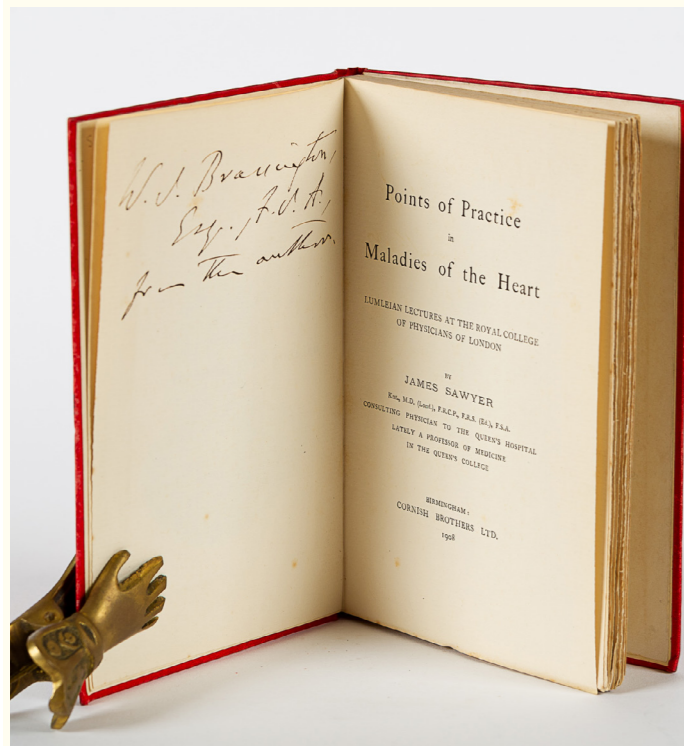 W. S. Brassington,
Esq., F.S.A.,
from the author.
Points of Practice
in
Maladies of the Heart
LUMLEIAN LECTURES AT THE ROYAL COLLEGE
OF PHYSICIANS OF LONDON
BY
JAMES SAWYER
Knt., M.D. (Lond.), F.R.C.P., F.R.S. (Ed.), F.S.A.
CONSULTING PHYSICIAN TO THE QUEEN'S HOSPITAL
LATELY A PROFESSOR OF MEDICINE
IN THE QUEEN'S COLLEGE
BIRMINGHAM:
CORNISH BROTHERS LTD.
1908